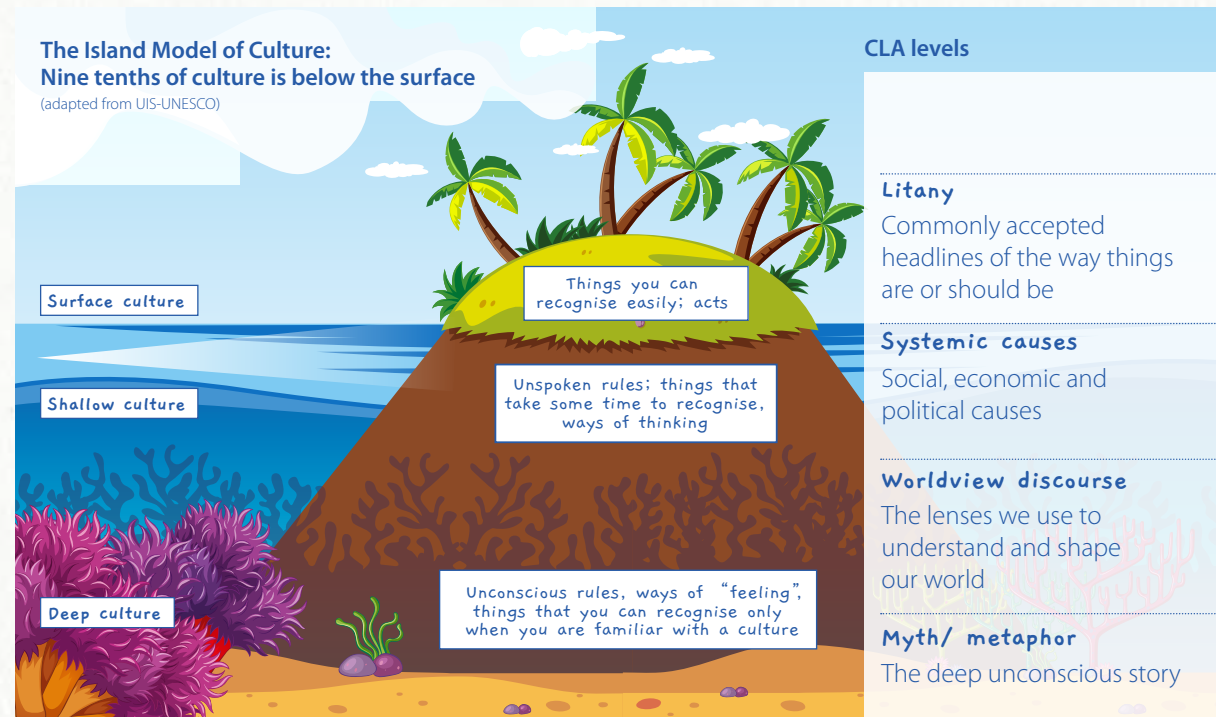 The Island Model of Culture:
Nine tenths of culture is below the surface
(adapted from UIS-UNESCO)
Surface culture
Things you can
recognise easily; acts
Shallow culture
Unspoken rules; things that
take some time to recognise,
ways of thinking
Deep culture
Unconscious rules, ways of “feeling”,
things that you can recognise only
when you are familiar with a culture
CLA levels
Litany
Commonly accepted
headlines of the way things
are or should be
Systemic causes
Social, economic and
political causes
Worldview discourse
The lenses we use to
understand and shape
our world
Myth/ metaphor
The deep unconscious story